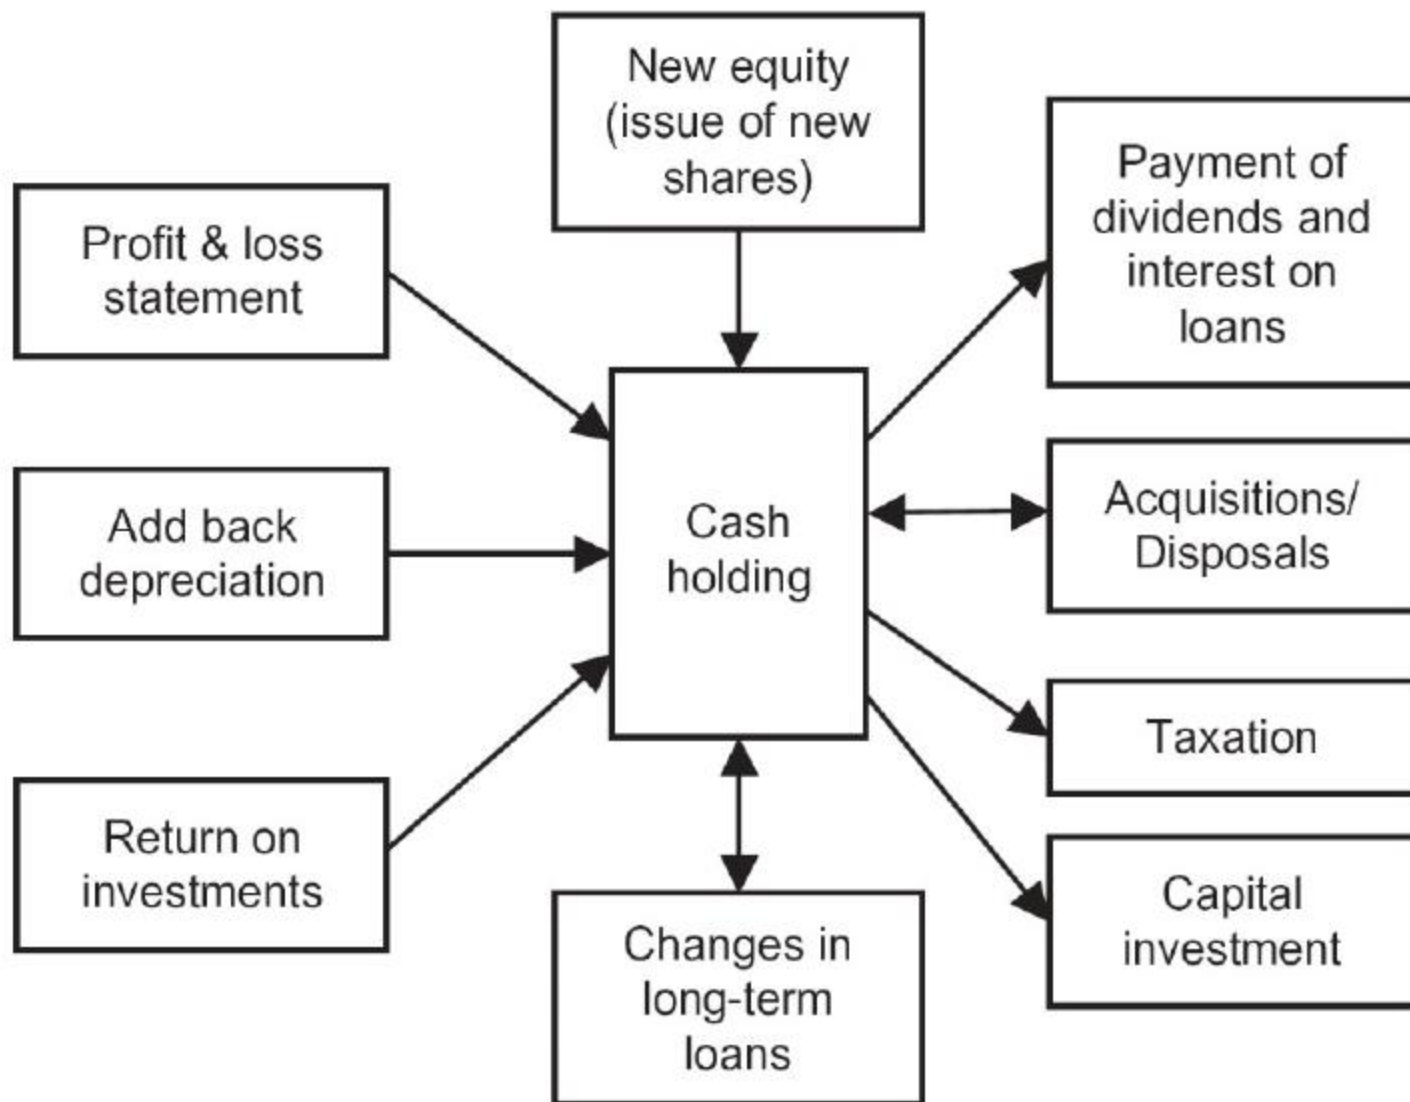 New equity
(issue of new
shares)
Profit & loss
statement
Payment of
dividends and
interest on
loans
Add back
depreciation
Cash
holding
Acquisitions/
Disposals
Taxation
Return on
investments
Capital
investment
Changes in
long-term
loans